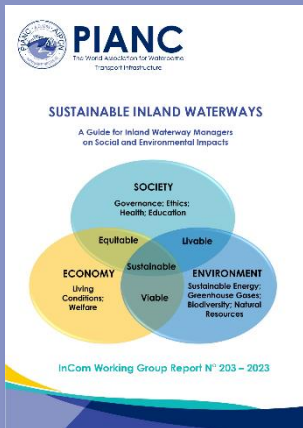 PIANC
AIPCN
PIANC
The World Association for Waterborne
Transport Infrastructure
SUSTAINABLE INLAND WATERWAYS
A Guide for Inland Waterway Managers
on Social and Environmental Impacts
SOCIETY
Governance; Ethics;
Health; Education
Equitable
Livable
Sustainable
ECONOMY
Living
Conditions;
Welfare
Viable
ENVIRONMENT
Sustainable Energy;
Greenhouse Gases;
Biodiversity; Natural
Resources
InCom Working Group Report N° 203 – 2023